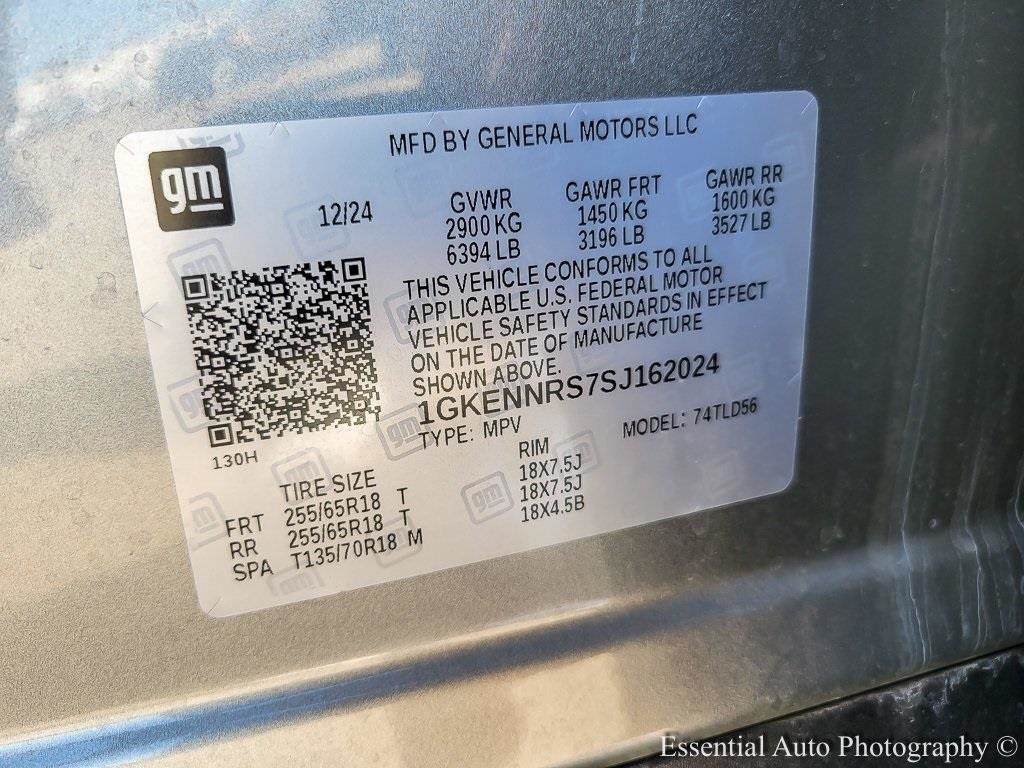 MFD BY GENERAL MOTORS LLC
gm
12/24
GVWR
2900 KG
6394 LB
GAWR FRT
1450 KG
3196 LB
GAWR RR
1600 KG
3527 LB
THIS VEHICLE CONFORMS TO ALL
APPLICABLE U.S. FEDERAL MOTOR
VEHICLE SAFETY STANDARDS IN EFFECT
ON THE DATE OF MANUFACTURE
SHOWN ABOVE.
1GKENNRS7SJ162024
TYPE: MPV MODEL: 74TLD56
130H
TIRE SIZE RIM
FRT 255/65R18 T 18X7.5J
RR 255/65R18 T 18X7.5J
SPA T135/70R18 M 18X4.5B
Essential Auto Photography ©